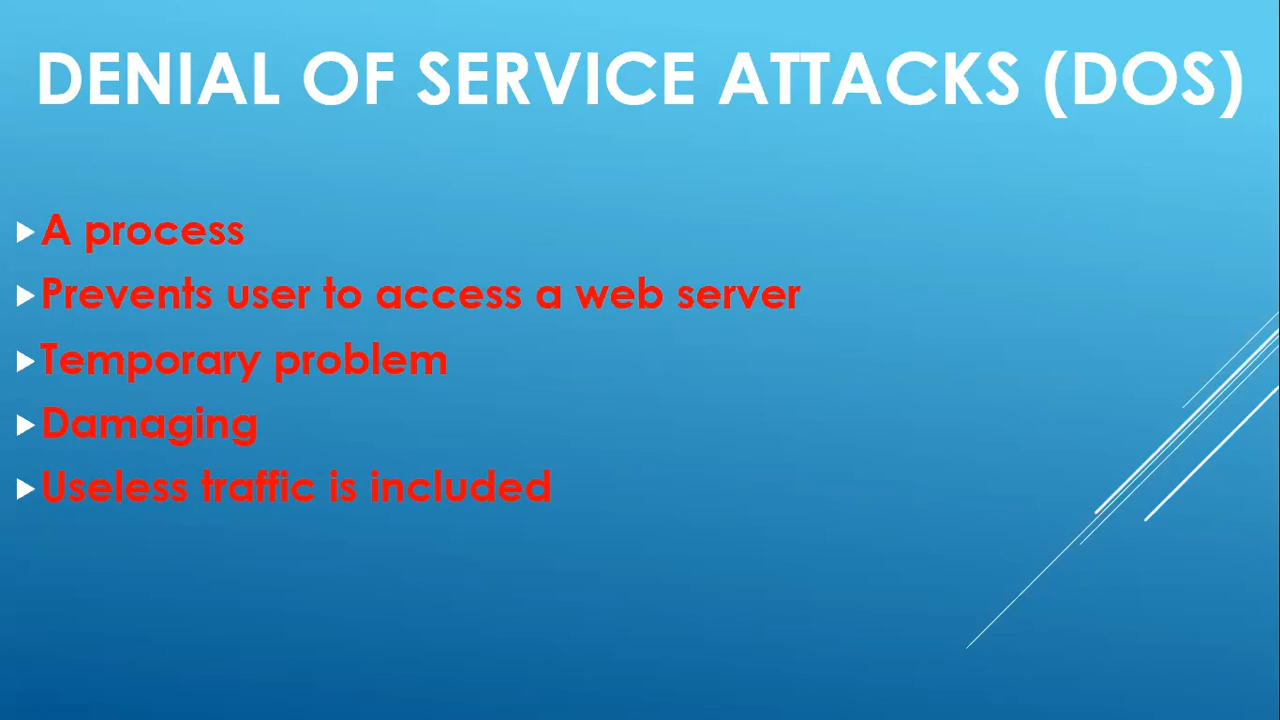 DENIAL OF SERVICE ATTACKS (DOS)
A process
Prevents user to access a web server
Temporary problem
Damaging
Useless traffic is included